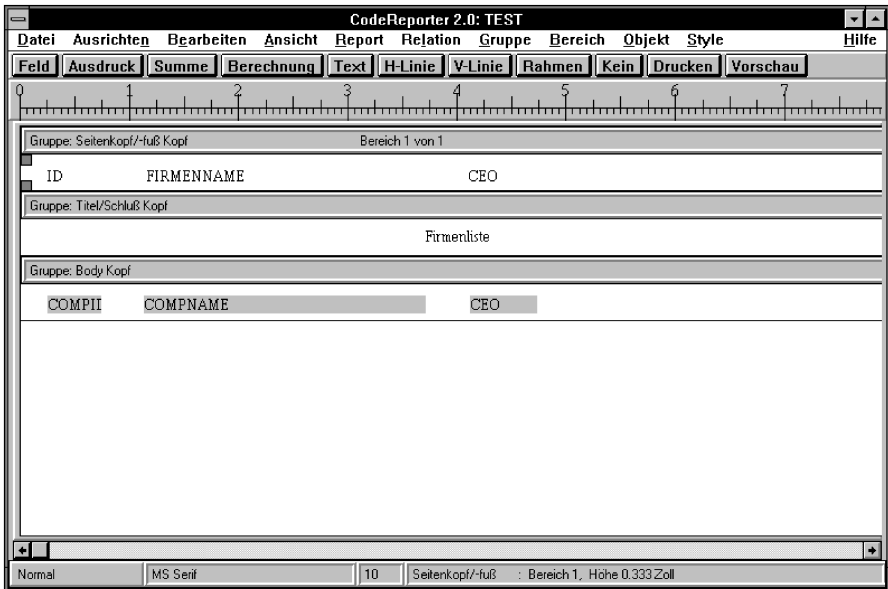 CodeReporter 2.0: TEST
Datei Ausrichten Bearbeiten Ansicht Report Relation Gruppe Bereich Objekt Style Hilfe
Feld Ausdruck Summe Berechnung Text H-Linie V-Linie Rahmen Kein Drucken Vorschau
0 1 2 3 4 5 6 7
Gruppe: Seitenkopf/-fuß Kopf Bereich 1 von 1
ID FIRMENNAME CEO
Gruppe: Titel/Schluß Kopf
Firmenliste
Gruppe: Body Kopf
COMPII COMPNAME CEO
Normal MS Serif 10 Seitenkopf/-fuß : Bereich 1, Höhe 0.333 Zoll